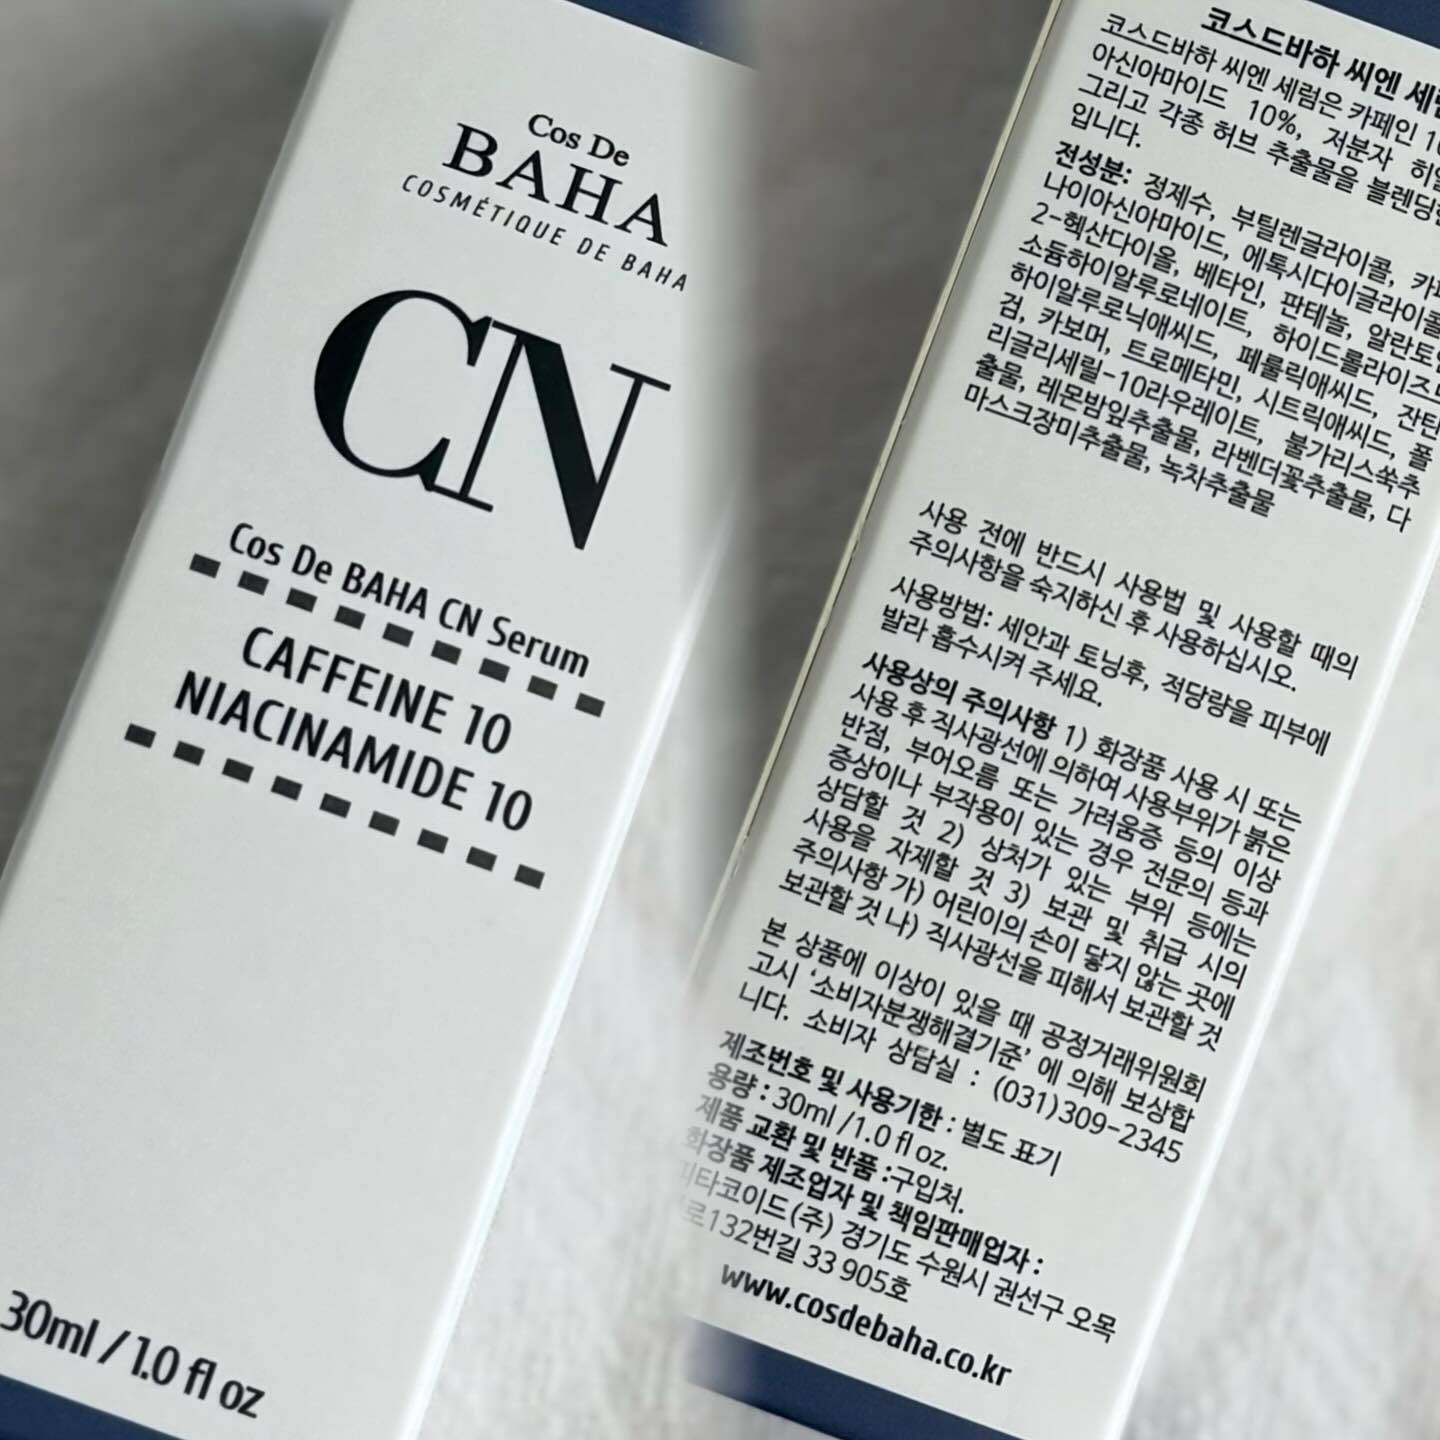 Cos De
BAHA
COSMÉTIQUE DE BAHA
CN
Cos De BAHA CN Serum
CAFFEINE 10
NIACINAMIDE 10
30ml / 1.0 fl oz
코스드바하 씨엔
코스드바하 씨엔 세럼은 카페인
아신아마이드 10%, 저분자
그리고 각종 허브 추출물을
입니다.
전성분: 정제수, 부틸렌글라이콜,
나이아신아마이드, 에톡시다이글라이콜
2-헥산다이올, 베타인, 판테놀,
소듐하이알루로네이트,
하이알루로닉애씨드, 페룰릭애씨드, 잔탄
검, 카보머, 트로메타민, 시트릭애씨드, 폴
리글리세릴-10라우레이트, 불가리스쑥추
출물, 레몬밤잎추출물, 라벤더꽃추출물, 다
마스크장미추출물, 녹차추출물
사용 전에 반드시 사용법 및 사용할 때의
주의사항을 숙지하신 후 사용하십시오.
사용방법: 세안과 토닝후, 적당량을 피부에
발라 흡수시켜 주세요.
사용상의 주의사항 1) 화장품 사용 시 또는
사용 후 직사광선에 의하여 사용부위가 붉은
반점, 부어오름 또는 가려움증 등의 이상
증상이나 부작용이 있는 경우 전문의 등과
상담할 것 2) 상처가 있는 부위 등에는
사용을 자제할 것 3) 보관 및 취급 시의
주의사항 가) 어린이의 손이 닿지 않는 곳에
보관할 것 나) 직사광선을 피해서 보관할 것
본 상품에 이상이 있을 때 공정거래위원회
고시 ‘소비자분쟁해결기준’ 에 의해 보상합
니다. 소비자 상담실 : (031)309-2345
제조번호 및 사용기한 : 별도 표기
용량 : 30ml /1.0 fl oz.
제품 교환 및 반품 :구입처.
화장품 제조업자 및 책임판매업자 :
(주) 경기도 수원시 권선구 오목
로132번길 33 905호
www.cosdebaha.co.kr